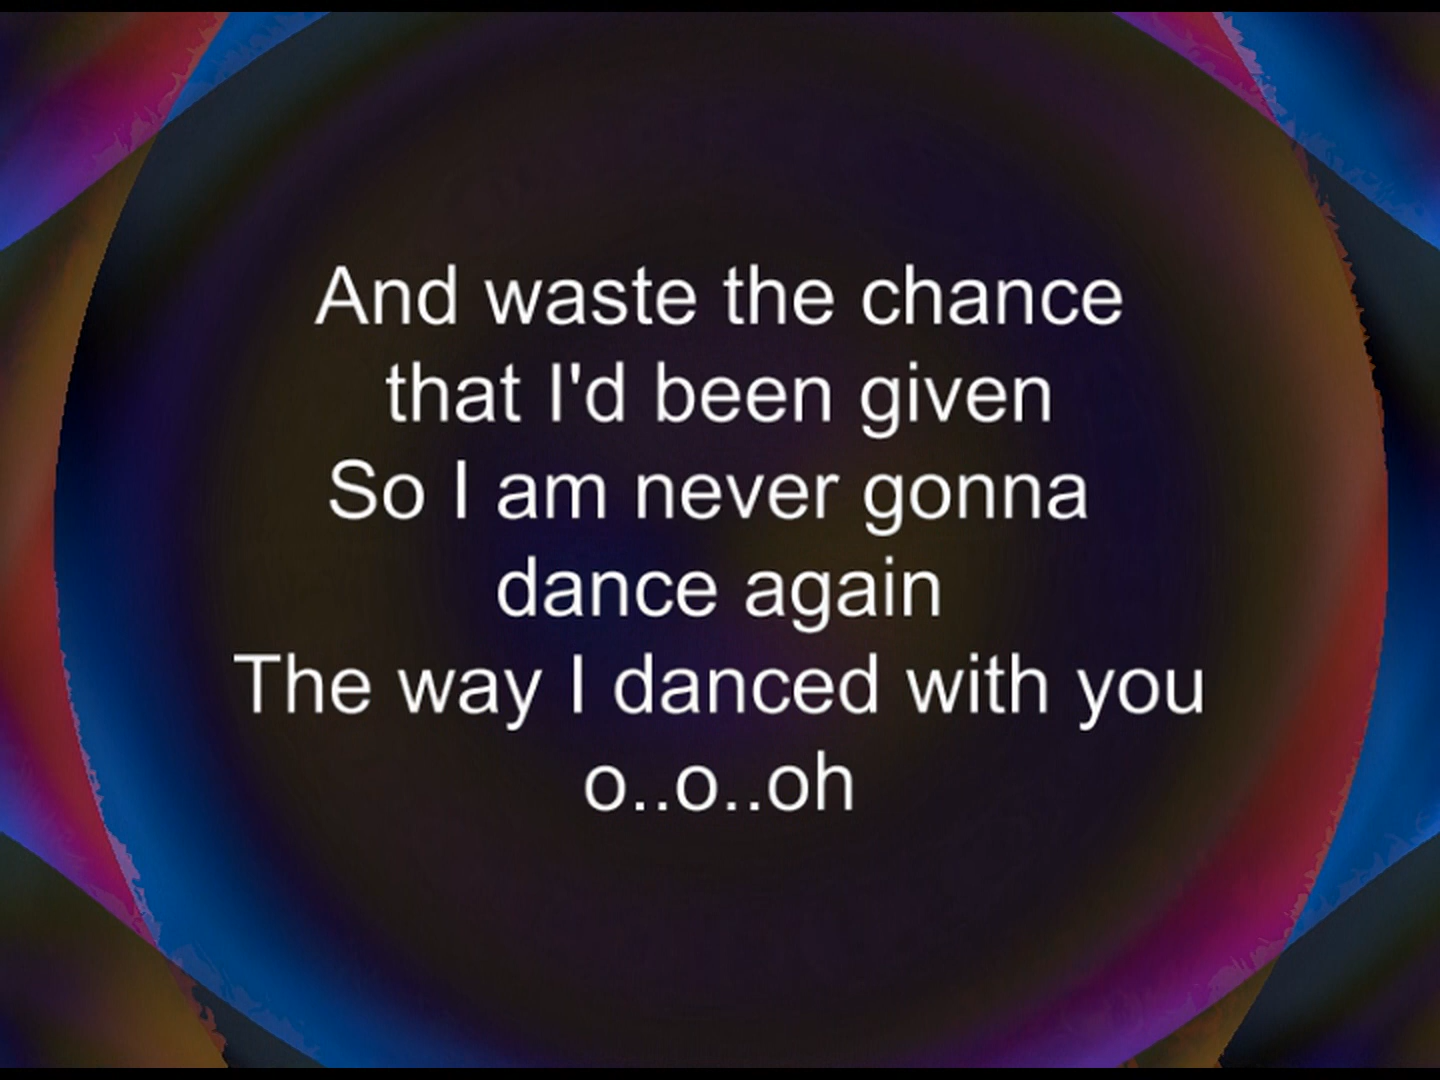 And waste the chance
that I'd been given
So I am never gonna
dance again
The way I danced with you
o..o..oh